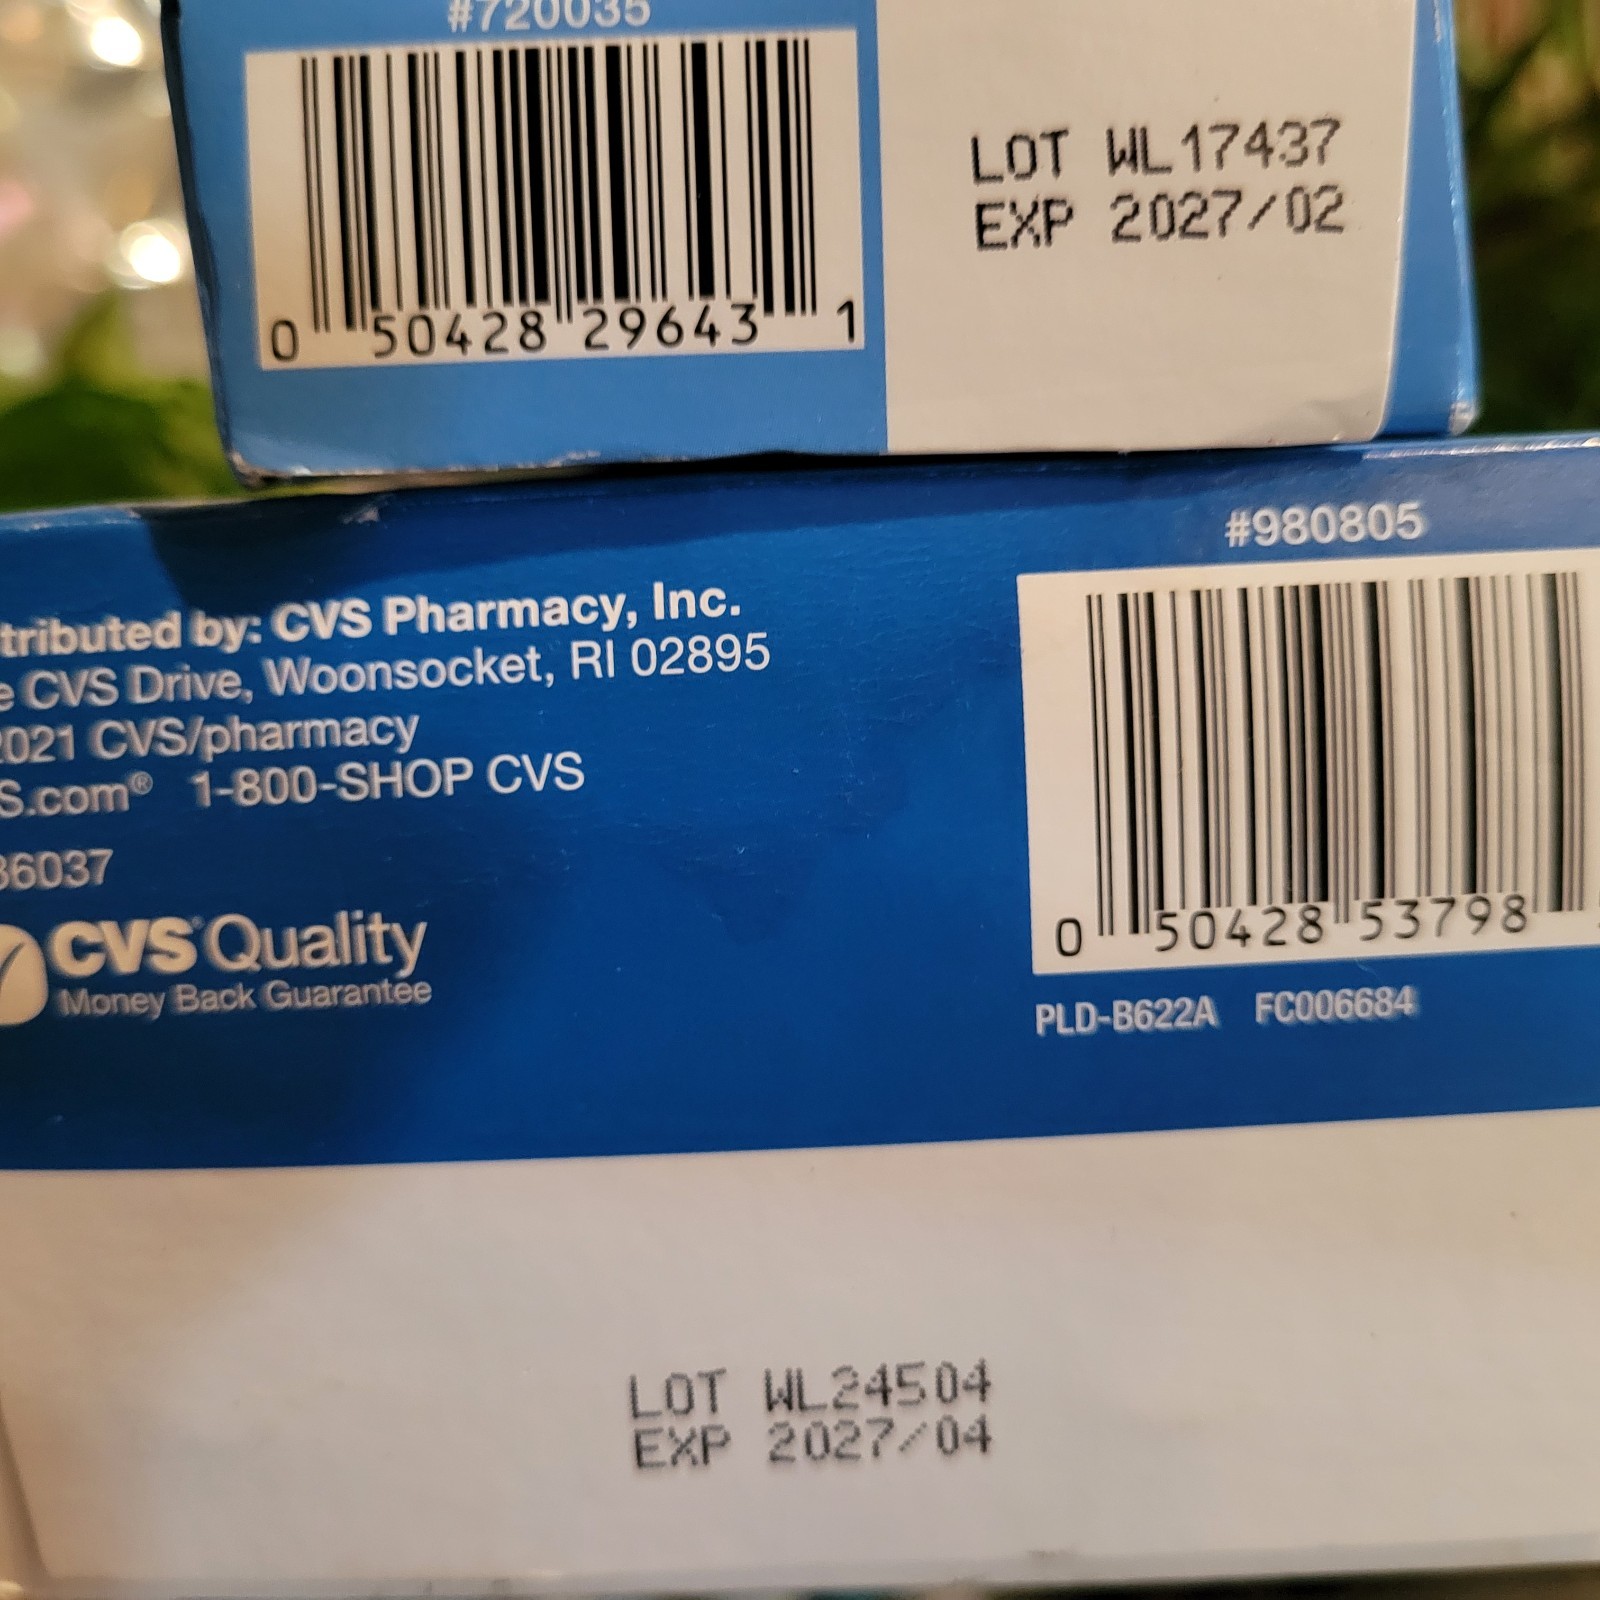 #720035
0 50428 29643 1
LOT WL17437
EXP 2027/02
#980805
tributed by: CVS Pharmacy, Inc.
e CVS Drive, Woonsocket, RI 02895
2021 CVS/pharmacy
S.com® 1-800-SHOP CVS
36037
CVS® Quality
Money Back Guarantee
0 50428 53798
PLD-B622A FC006684
LOT WL24504
EXP 2027/04